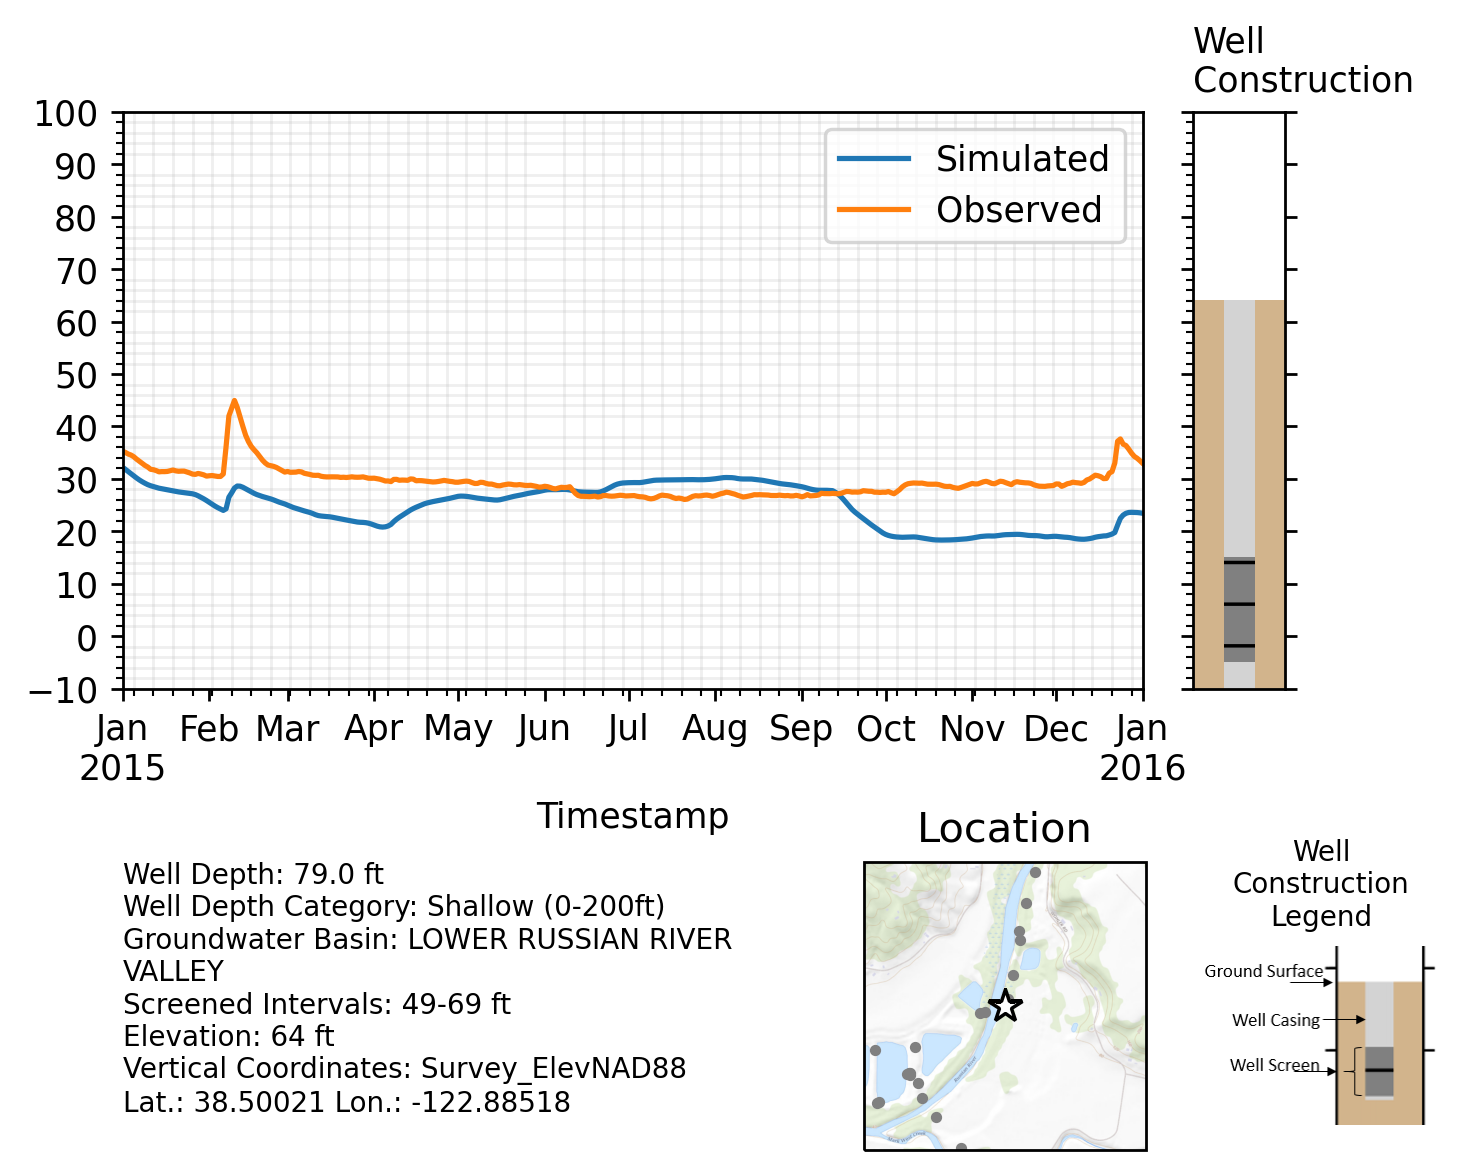 Well
Construction
100
90
80
70
60
50
40
30
20
10
0
−10
Simulated
Observed
Jan Feb Mar Apr May Jun Jul Aug Sep Oct Nov Dec Jan
2015 2016
Timestamp
Well Depth: 79.0 ft
Well Depth Category: Shallow (0-200ft)
Groundwater Basin: LOWER RUSSIAN RIVER
VALLEY
Screened Intervals: 49-69 ft
Elevation: 64 ft
Vertical Coordinates: Survey_ElevNAD88
Lat.: 38.50021 Lon.: -122.88518
Location
Well
Construction
Legend
Ground Surface
Well Casing
Well Screen